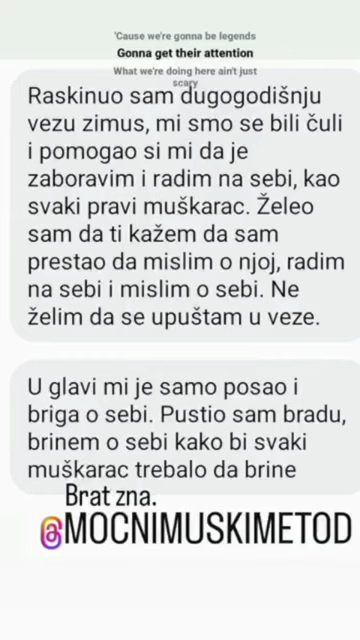 'Cause we're gonna be legends
Gonna get their attention
What we're doing here ain't just
scary
Raskinuo sam dugogodišnju
vezu zimus, mi smo se bili čuli
i pomogao si mi da je
zaboravim i radim na sebi, kao
svaki pravi muškarac. Želeo
sam da ti kažem da sam
prestao da mislim o njoj, radim
na sebi i mislim o sebi. Ne
želim da se upuštam u veze.
U glavi mi je samo posao i
briga o sebi. Pustio sam bradu,
brinem o sebi kako bi svaki
muškarac trebalo da brine
Brat zna.
@MOCNIMUSKIMETOD